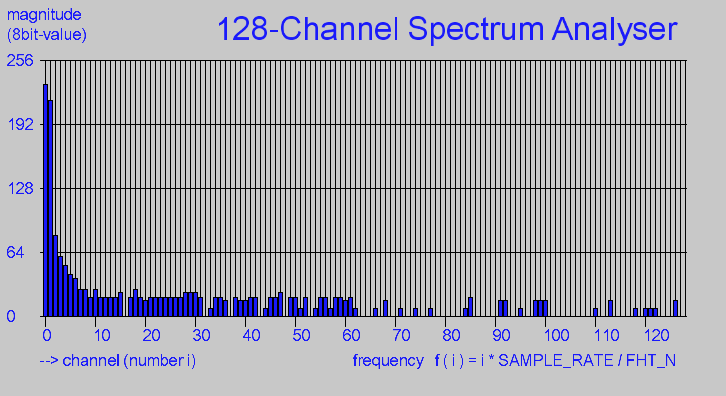 magnitude
(8bit-value)
128-Channel Spectrum Analyser
256
192
128
64
0
0 10 20 30 40 50 60 70 80 90 100 110 120
--> channel (number i) frequency f ( i ) = i * SAMPLE_RATE / FHT_N